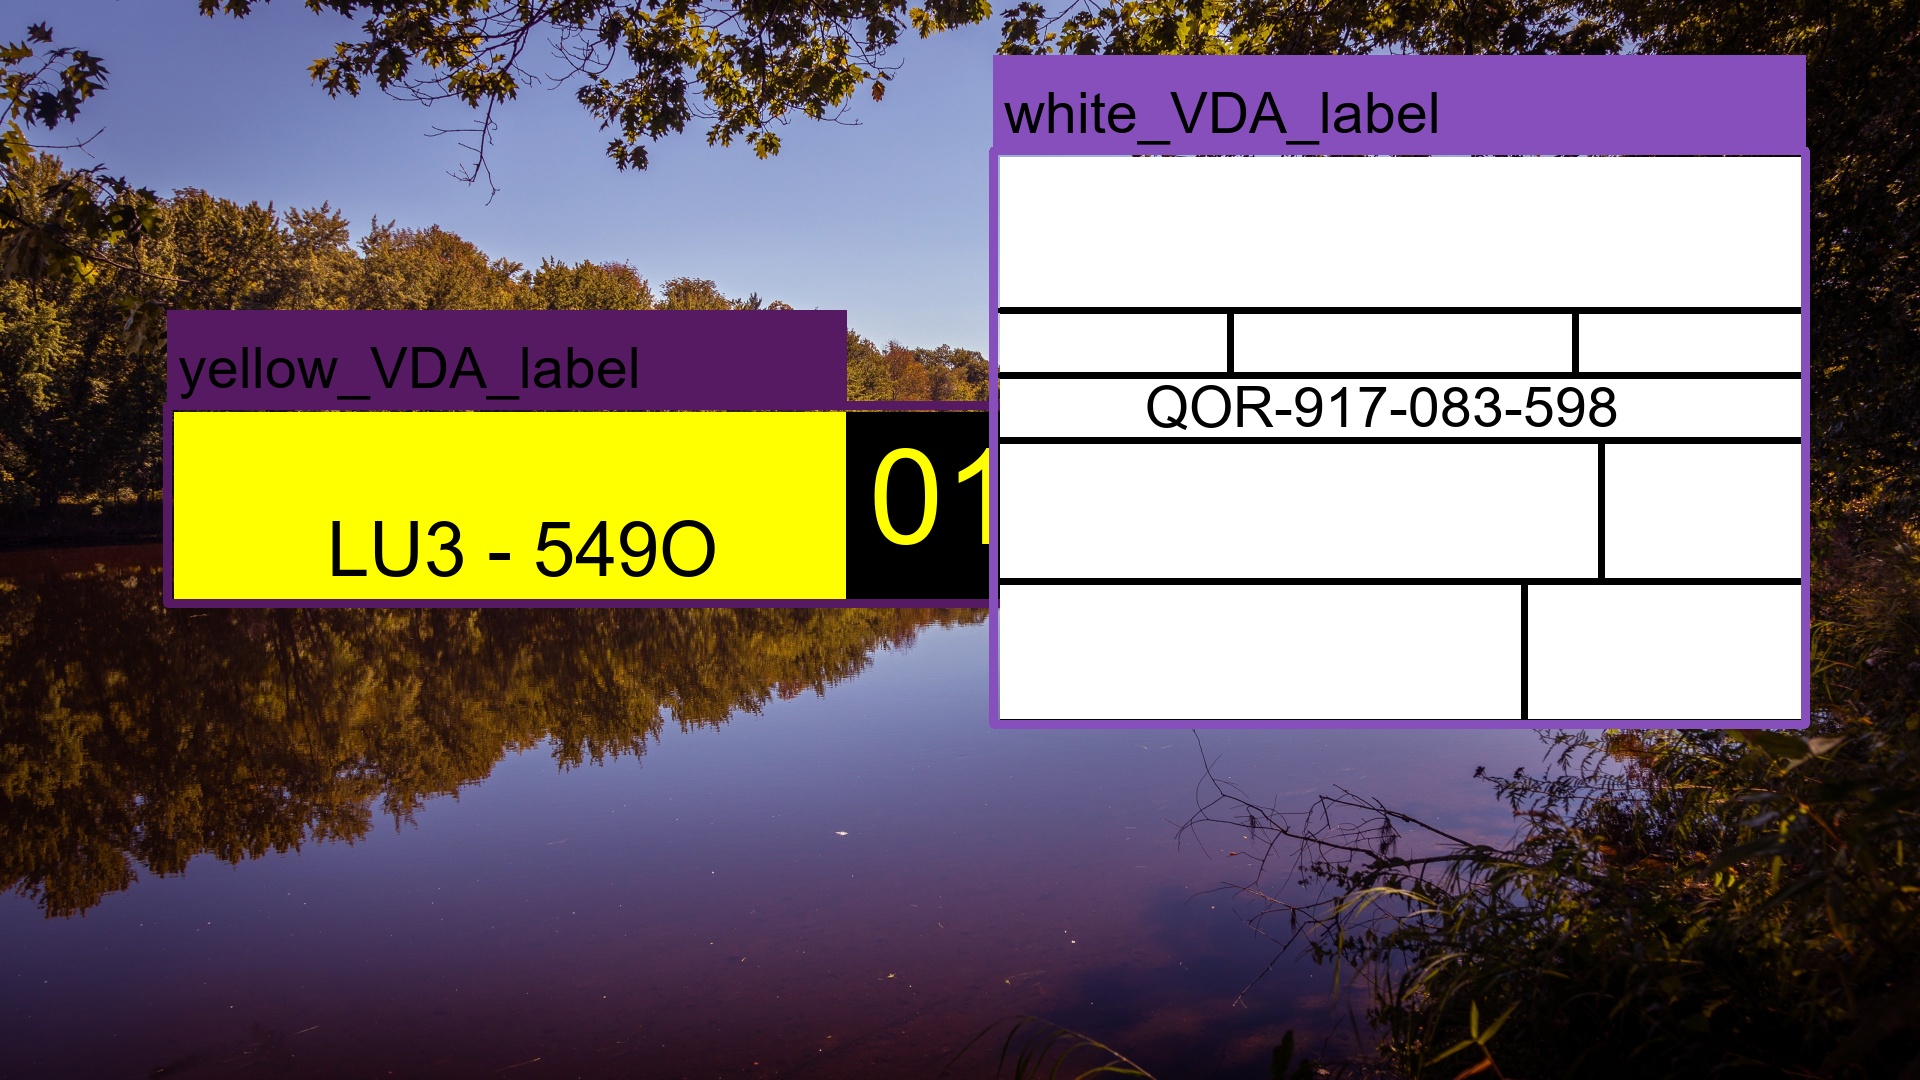 white_VDA_label
QOR-917-083-598
yellow_VDA_label
01
LU3 - 549O